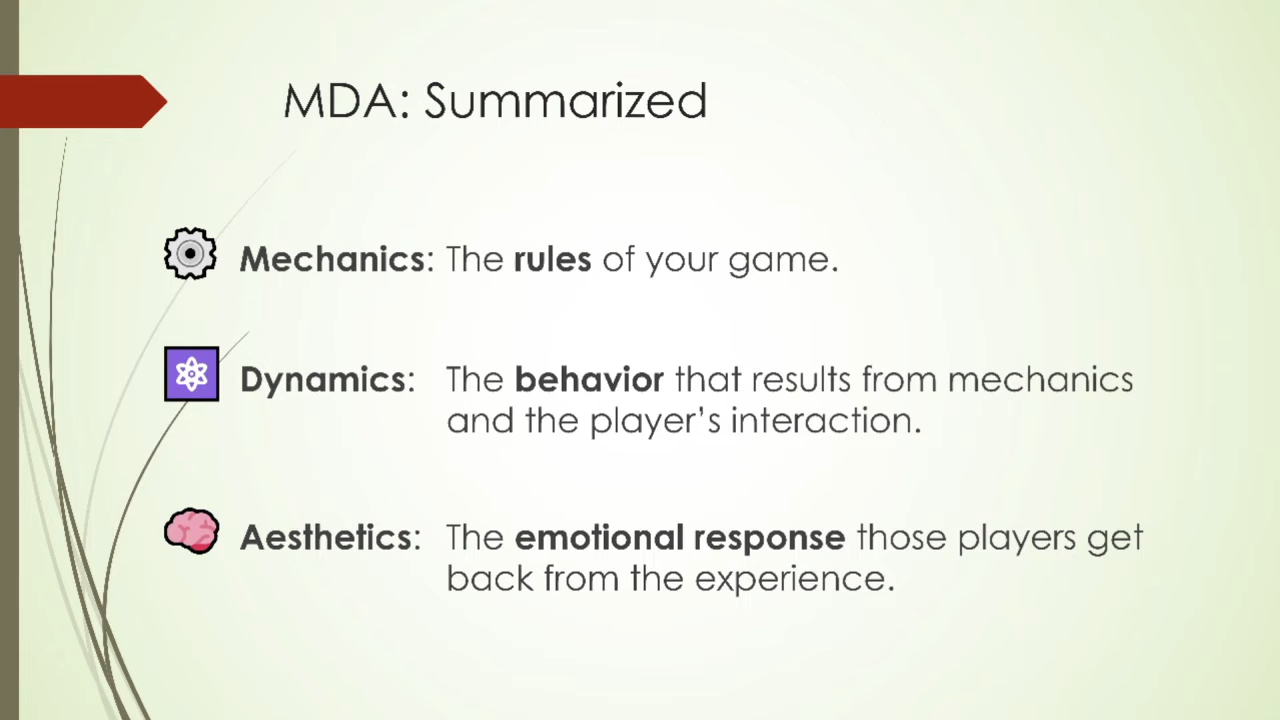 MDA: Summarized
Mechanics: The rules of your game.
Dynamics: The behavior that results from mechanics
and the player’s interaction.
Aesthetics: The emotional response those players get
back from the experience.